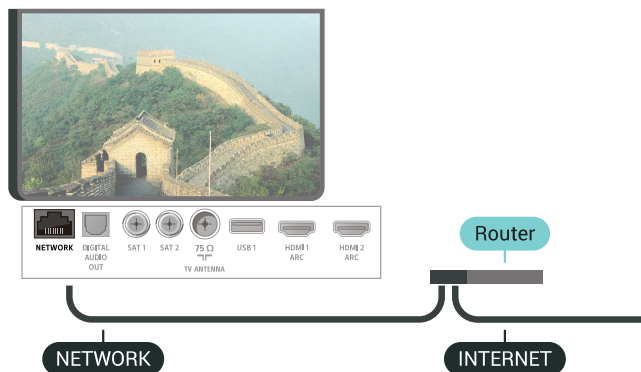 NETWORK
DIGITAL
AUDIO
OUT
SAT 1
SAT 2
75 Ω
TV ANTENNA
USB 1
HDMI 1
ARC
HDMI 2
ARC
Router
NETWORK
INTERNET